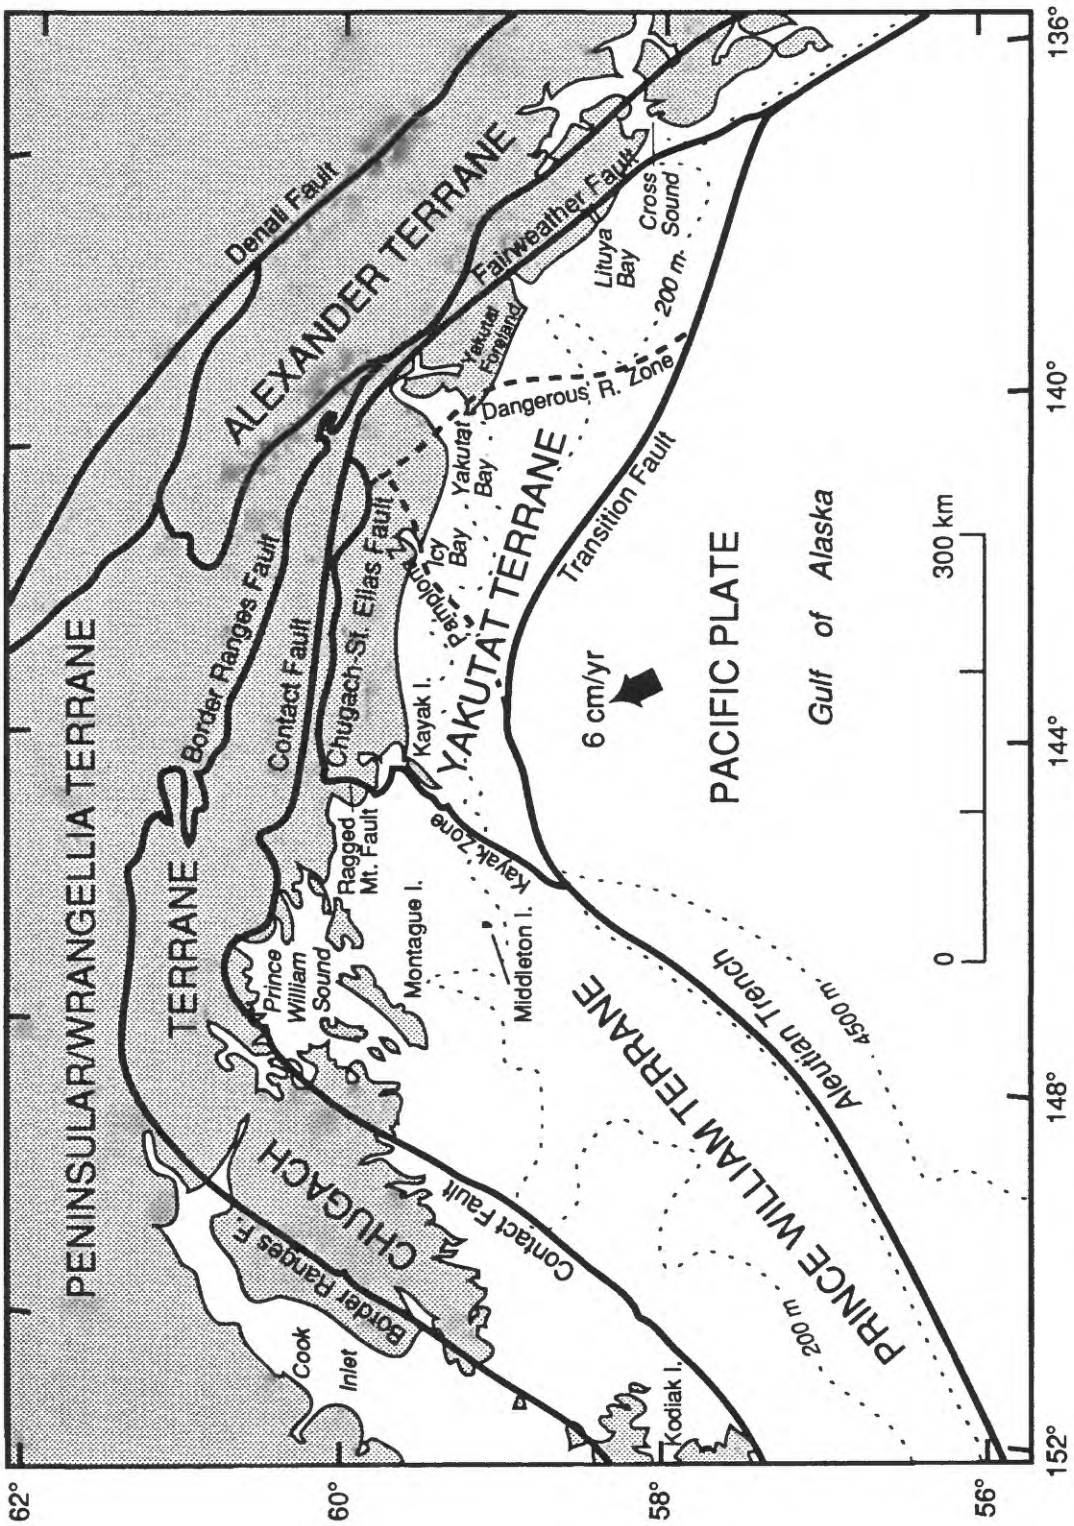 62°
60°
58°
56°
152°
148°
144°
140°
136°
PENINSULAR/WRANGELLIA TERRANE
Denali Fault
ALEXANDER TERRANE
Border Ranges Fault
Contact Fault
Chugach-St. Elias Fault
Fairweather Fault
CHUGACH
TERRANE
Border Ranges F.
Cook
Inlet
Prince
William
Sound
Ragged
Mt. Fault
Montague I.
Middleton I.
Kayak I.
Kayak Zone
Pamplona
Icy
Bay
Yakutat
Bay
Yakutat
Foreland
Dangerous R. Zone
Lituya
Bay
Cross
Sound
200 m.
YAKUTAT TERRANE
Transition Fault
Contact Fault
Kodiak I.
PRINCE WILLIAM TERRANE
200 m
Aleutian Trench
4500 m.
6 cm/yr
PACIFIC PLATE
Gulf of Alaska
0
300 km